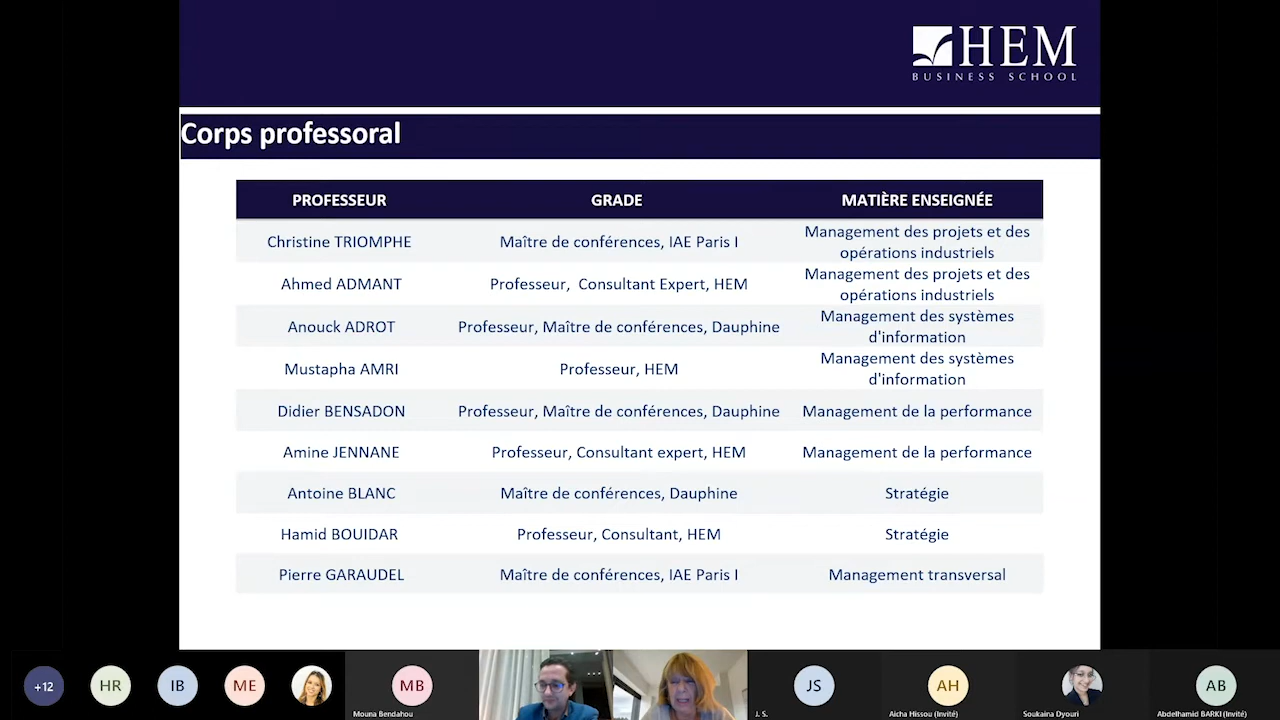 HEM
BUSINESS SCHOOL
Corps professoral
PROFESSEUR GRADE MATIÈRE ENSEIGNÉE
Christine TRIOMPHE Maître de conférences, IAE Paris I Management des projets et des opérations industriels
Ahmed ADMANT Professeur, Consultant Expert, HEM Management des projets et des opérations industriels
Anouck ADROT Professeur, Maître de conférences, Dauphine Management des systèmes d'information
Mustapha AMRI Professeur, HEM Management des systèmes d'information
Didier BENSADON Professeur, Maître de conférences, Dauphine Management de la performance
Amine JENNANE Professeur, Consultant expert, HEM Management de la performance
Antoine BLANC Maître de conférences, Dauphine Stratégie
Hamid BOUIDAR Professeur, Consultant, HEM Stratégie
Pierre GARAUDEL Maître de conférences, IAE Paris I Management transversal
+12 HR IB ME MB JS AH AB
Mouna Bendahou J. S. Aicha Hissou (Invité) Soukaina Dyouri Abdelhamid BARKI (Invité)